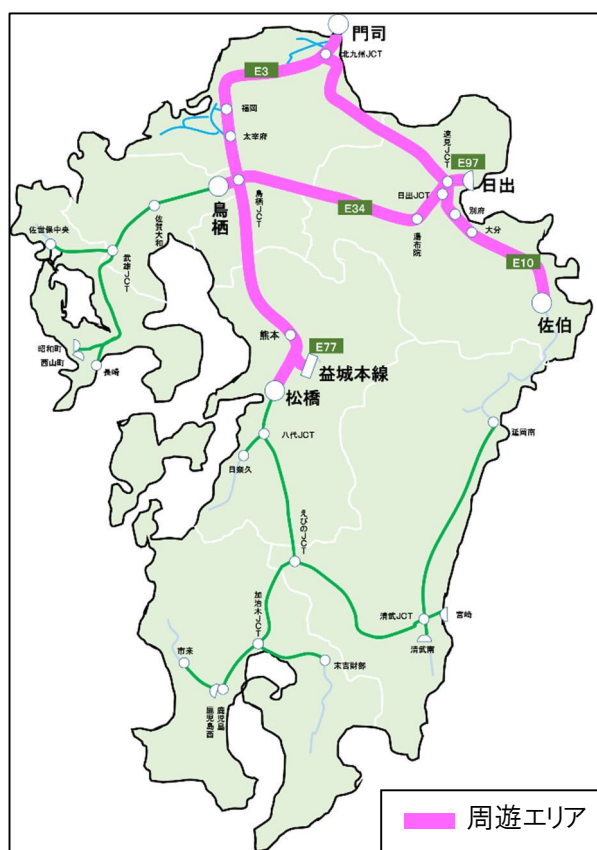 門司
北九州JCT
E3
福岡
太宰府
速見JCT
E97
日出
日出JCT
鳥栖
鳥栖JCT
E34
別府
大分
湯布院
佐賀大和
佐世保中央
武雄JCT
E10
佐伯
昭和町
西山町
長崎
熊本
E77
益城本線
松橋
八代JCT
日奈久
延岡南
えびのJCT
加治木JCT
清武JCT
宮崎
清武南
市来
末吉財部
鹿児島西
鹿児島
周遊エリア